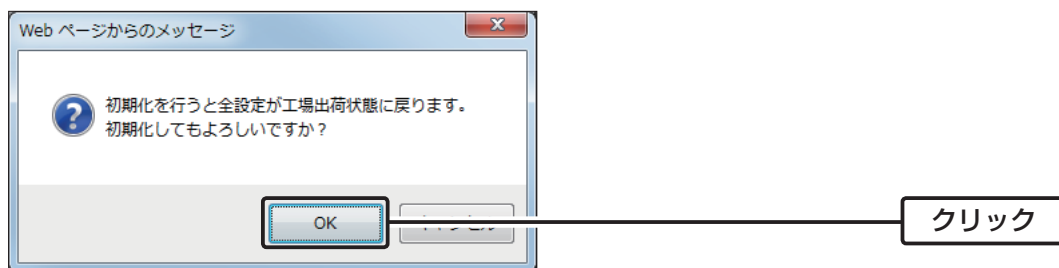 Web ページからのメッセージ
初期化を行うと全設定が工場出荷状態に戻ります。
初期化してもよろしいですか？
OK
クリック